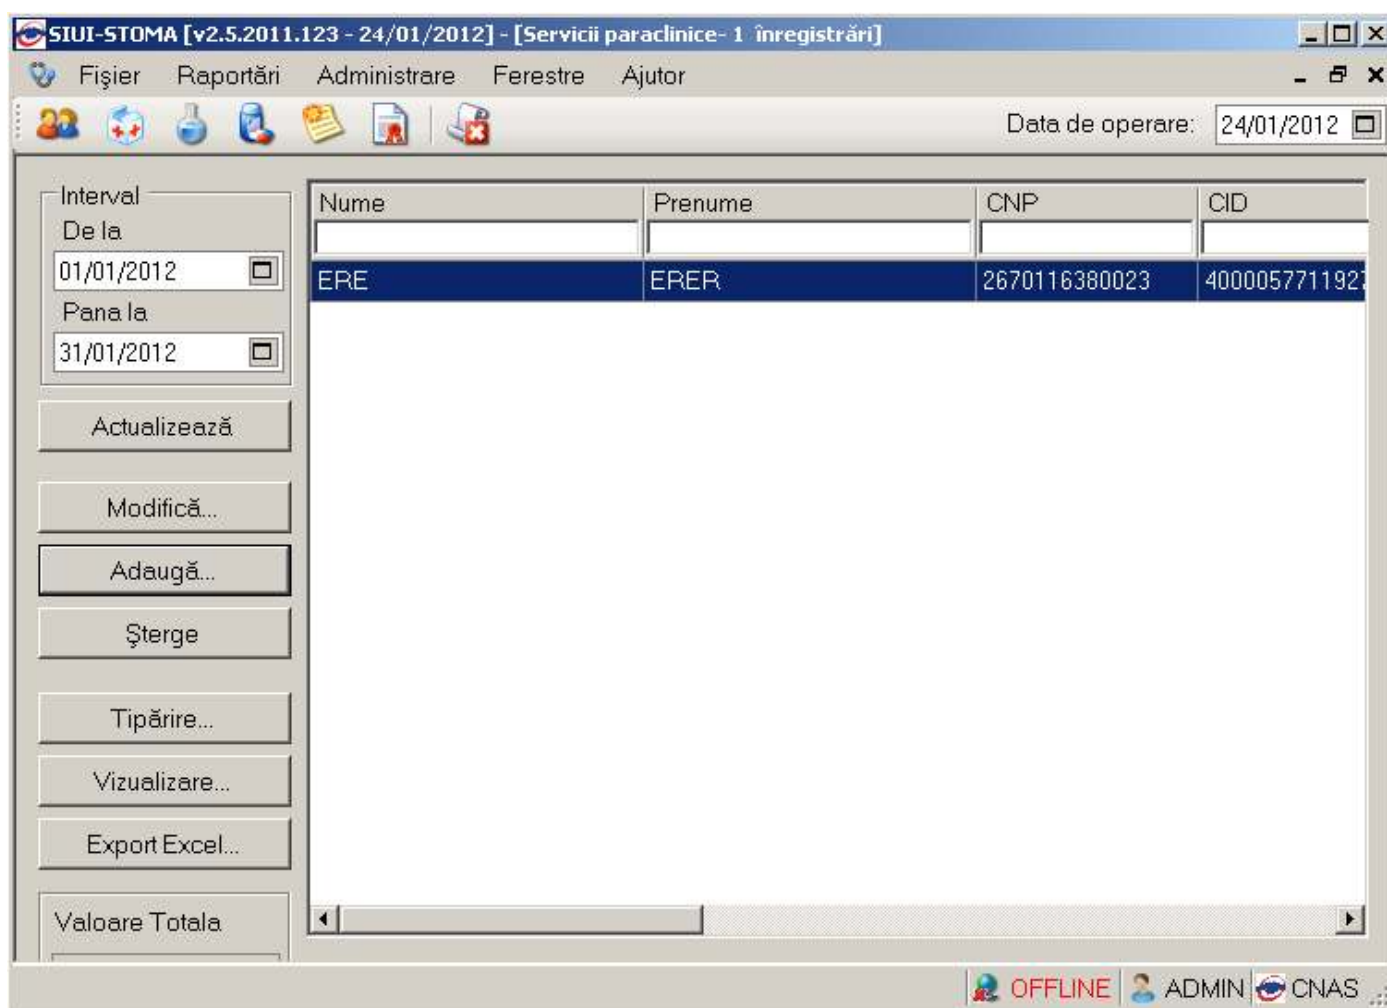 SIUI-STOMA [v2.5.2011.123 - 24/01/2012] - [Servicii paraclinice- 1 înregistrări]
Fişier Raportări Administrare Ferestre Ajutor
Data de operare: 24/01/2012
Interval
De la
01/01/2012
Pana la
31/01/2012
Actualizează
Modifică...
Adaugă...
Şterge
Tipărire...
Vizualizare...
Export Excel...
Valoare Totala
Nume Prenume CNP CID
ERE ERER 2670116380023 4000057711927
OFFLINE ADMIN CNAS